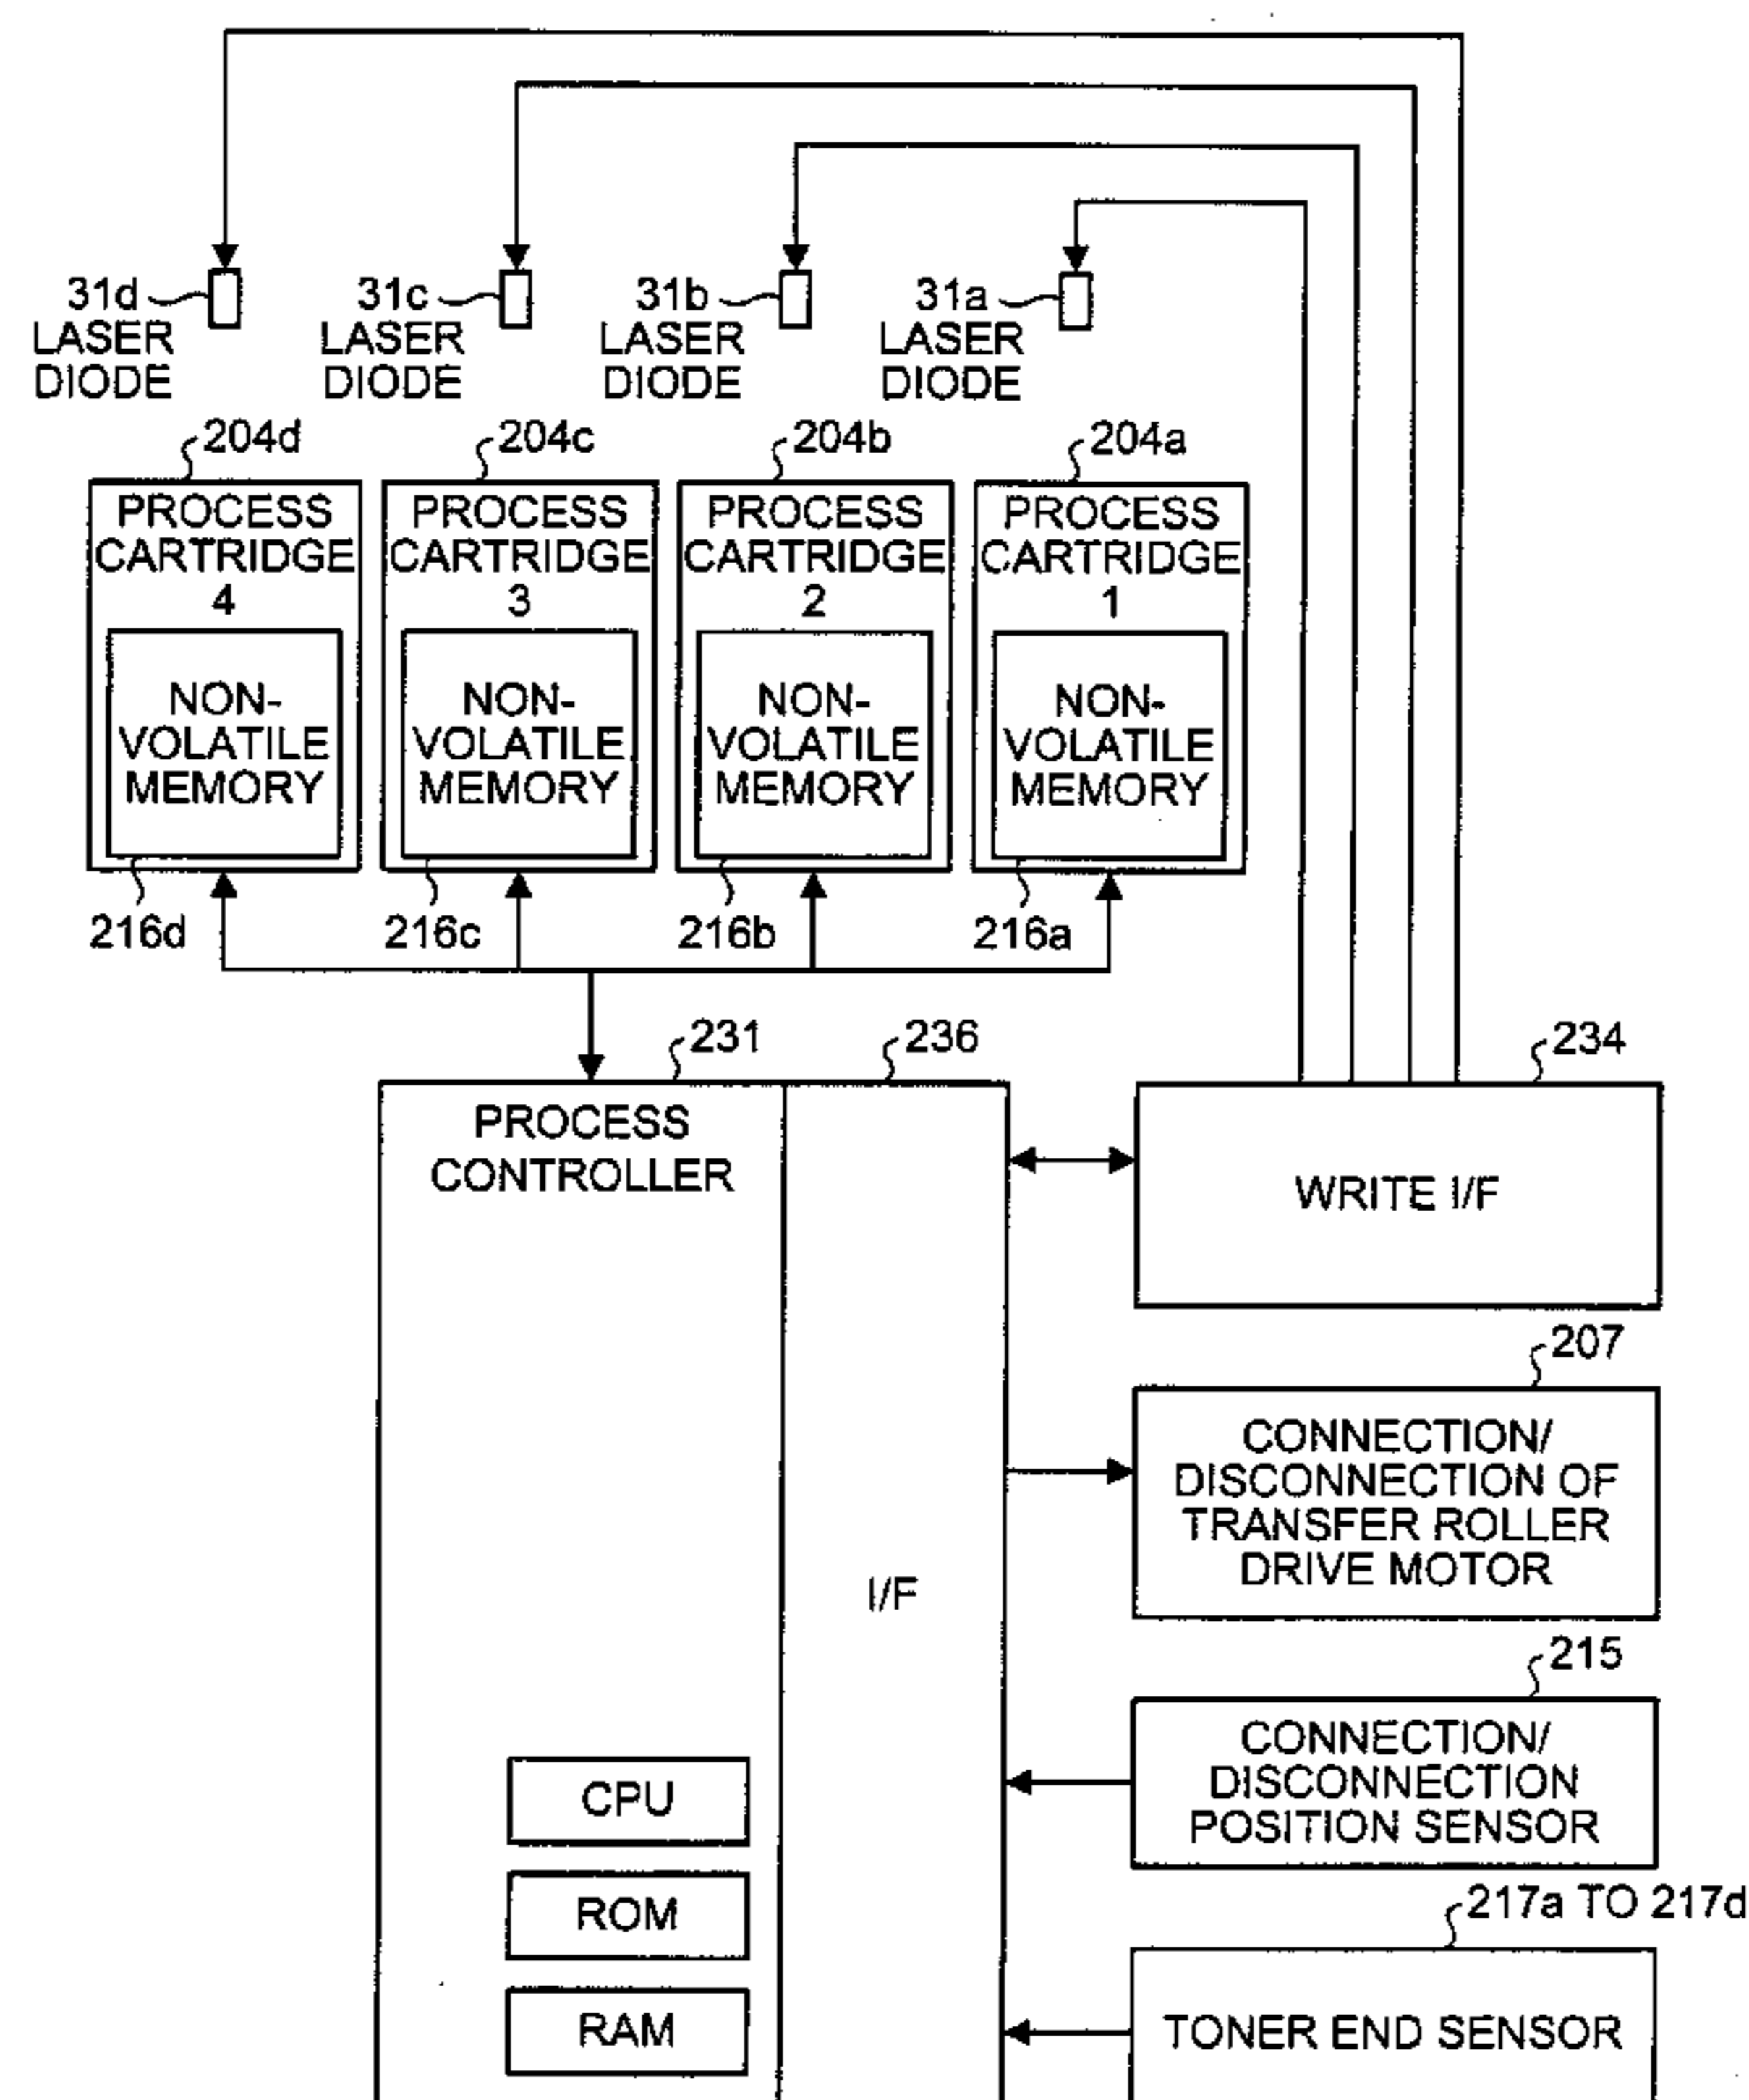 31d
LASER
DIODE
31c
LASER
DIODE
31b
LASER
DIODE
31a
LASER
DIODE
204d
PROCESS
CARTRIDGE
4
NON-
VOLATILE
MEMORY
216d
204c
PROCESS
CARTRIDGE
3
NON-
VOLATILE
MEMORY
216c
204b
PROCESS
CARTRIDGE
2
NON-
VOLATILE
MEMORY
216b
204a
PROCESS
CARTRIDGE
1
NON-
VOLATILE
MEMORY
216a
231
PROCESS
CONTROLLER
CPU
ROM
RAM
236
I/F
234
WRITE I/F
207
CONNECTION/
DISCONNECTION OF
TRANSFER ROLLER
DRIVE MOTOR
215
CONNECTION/
DISCONNECTION
POSITION SENSOR
217a TO 217d
TONER END SENSOR